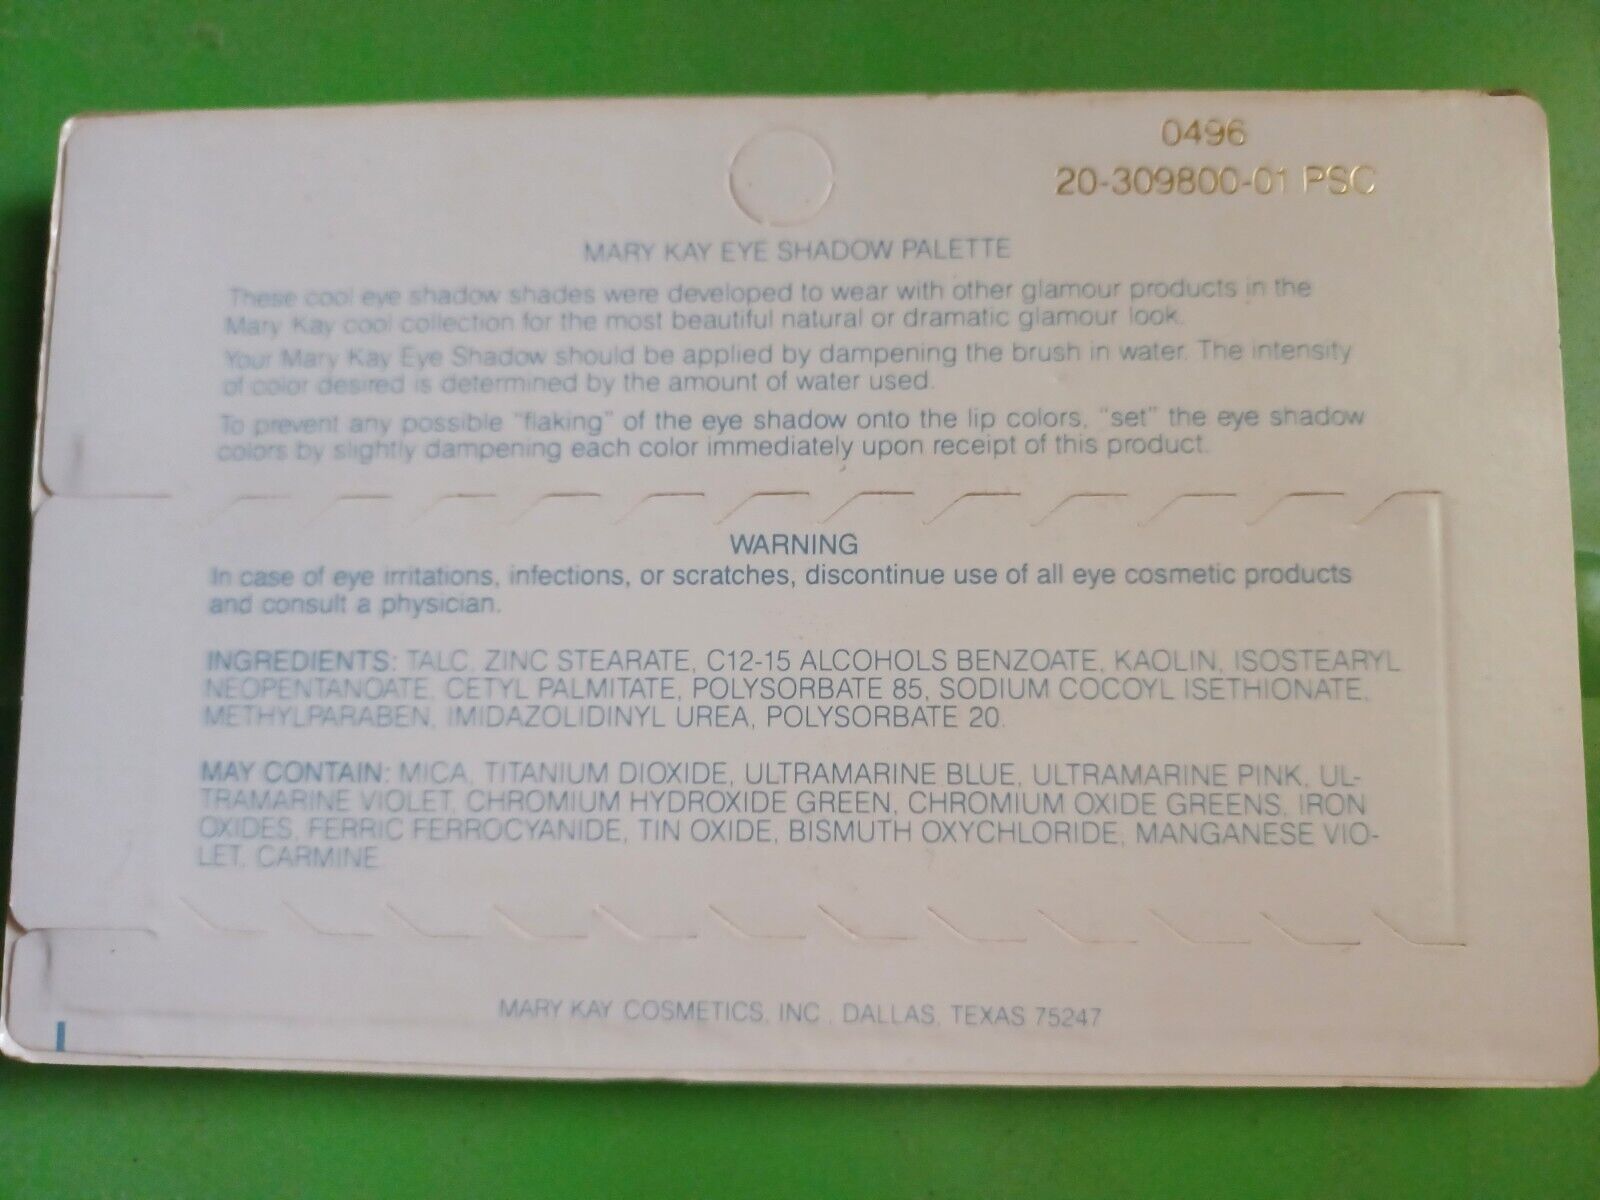 0496
20-309800-01 PSC
MARY KAY EYE SHADOW PALETTE
These cool eye shadow shades were developed to wear with other glamour products in the
Mary Kay cool collection for the most beautiful natural or dramatic glamour look.
Your Mary Kay Eye Shadow should be applied by dampening the brush in water. The intensity
of color desired is determined by the amount of water used.
To prevent any possible "flaking" of the eye shadow onto the lip colors, "set" the eye shadow
colors by slightly dampening each color immediately upon receipt of this product.
WARNING
In case of eye irritations, infections, or scratches, discontinue use of all eye cosmetic products
and consult a physician.
INGREDIENTS: TALC, ZINC STEARATE, C12-15 ALCOHOLS BENZOATE, KAOLIN, ISOSTEARYL
NEOPENTANOATE, CETYL PALMITATE, POLYSORBATE 85, SODIUM COCOYL ISETHIONATE,
METHYLPARABEN, IMIDAZOLIDINYL UREA, POLYSORBATE 20.
MAY CONTAIN: MICA, TITANIUM DIOXIDE, ULTRAMARINE BLUE, ULTRAMARINE PINK, UL-
TRAMARINE VIOLET, CHROMIUM HYDROXIDE GREEN, CHROMIUM OXIDE GREENS, IRON
OXIDES, FERRIC FERROCYANIDE, TIN OXIDE, BISMUTH OXYCHLORIDE, MANGANESE VIO-
LET, CARMINE
MARY KAY COSMETICS, INC., DALLAS, TEXAS 75247